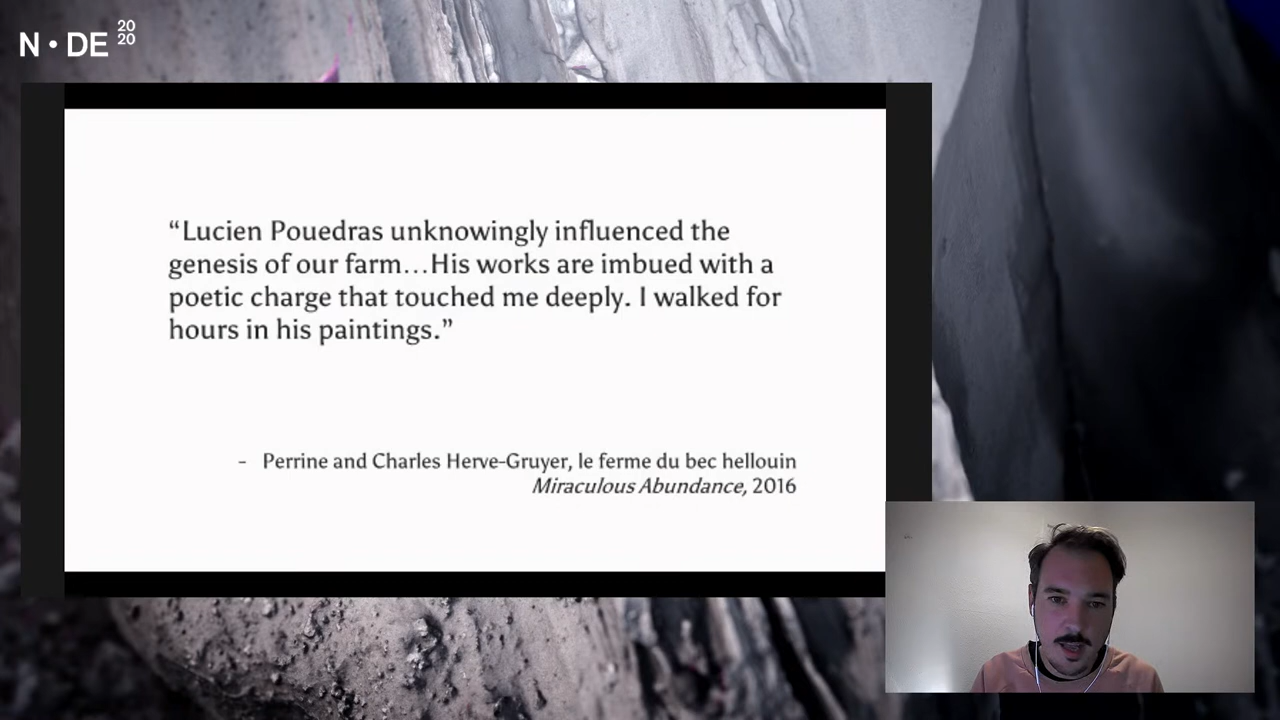 N•DE 20
20
“Lucien Pouedras unknowingly influenced the
genesis of our farm…His works are imbued with a
poetic charge that touched me deeply. I walked for
hours in his paintings.”
- Perrine and Charles Herve-Gruyer, le ferme du bec hellouin
Miraculous Abundance, 2016